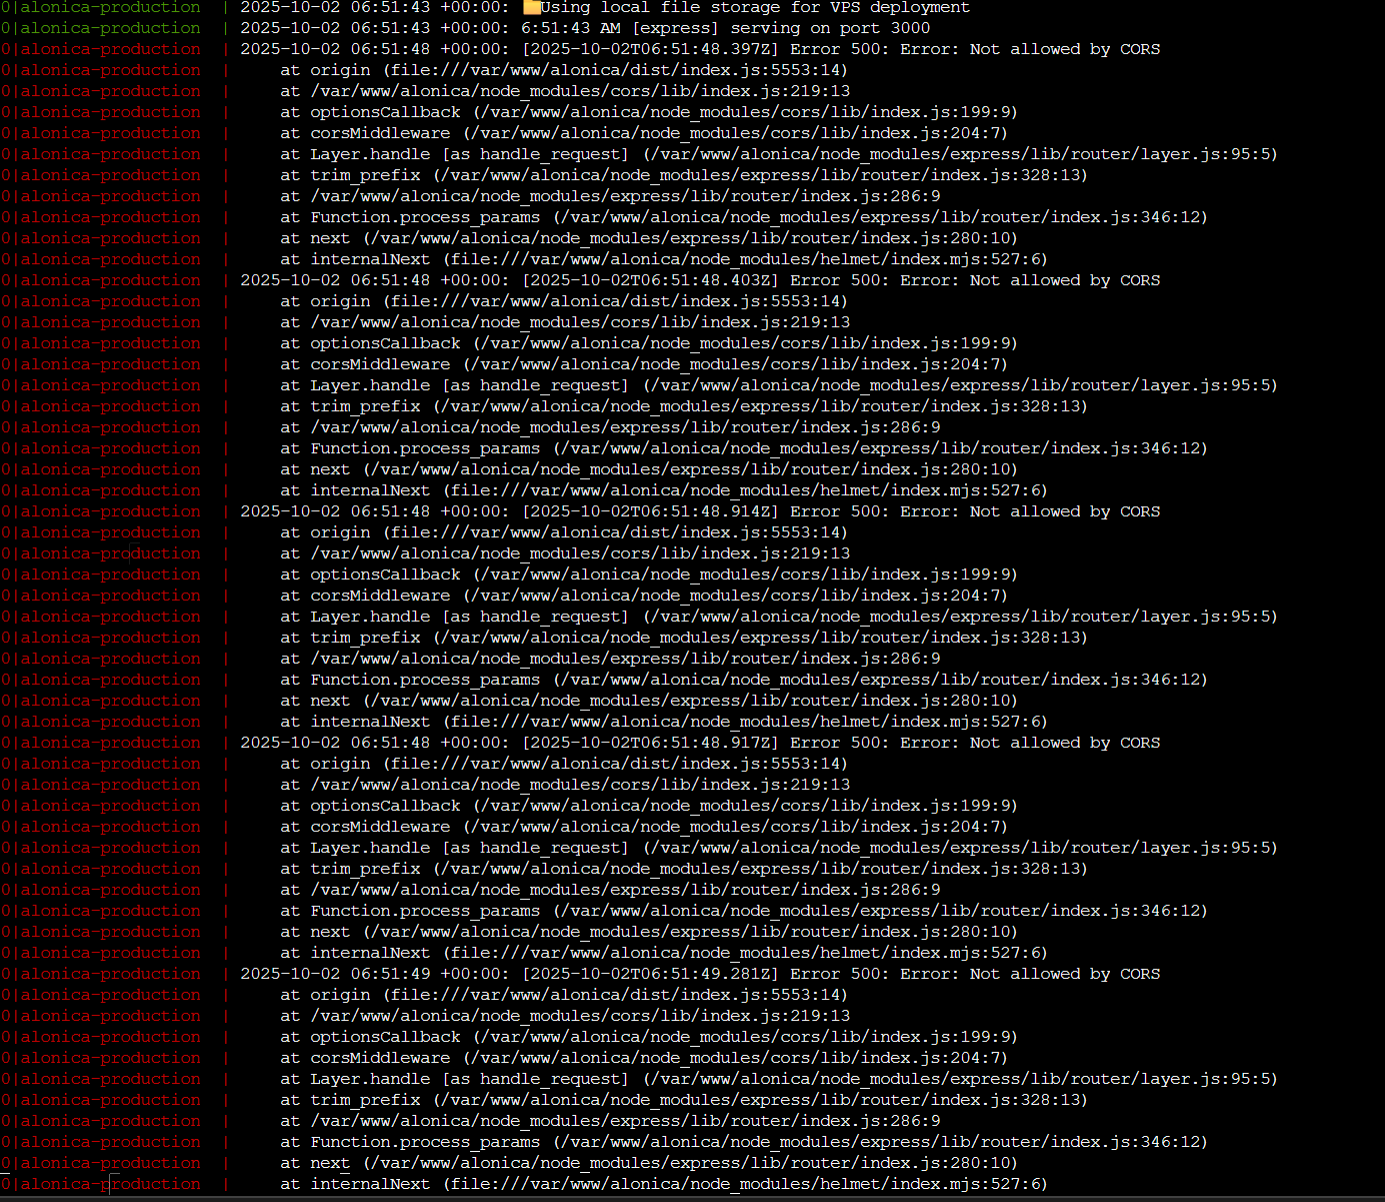 0|alonica-production  | 2025-10-02 06:51:43 +00:00: 📁Using local file storage for VPS deployment
0|alonica-production  | 2025-10-02 06:51:43 +00:00: 6:51:43 AM [express] serving on port 3000
0|alonica-production  | 2025-10-02 06:51:48 +00:00: [2025-10-02T06:51:48.397Z] Error 500: Error: Not allowed by CORS
0|alonica-production  |     at origin (file:///var/www/alonica/dist/index.js:5553:14)
0|alonica-production  |     at /var/www/alonica/node_modules/cors/lib/index.js:219:13
0|alonica-production  |     at optionsCallback (/var/www/alonica/node_modules/cors/lib/index.js:199:9)
0|alonica-production  |     at corsMiddleware (/var/www/alonica/node_modules/cors/lib/index.js:204:7)
0|alonica-production  |     at Layer.handle [as handle_request] (/var/www/alonica/node_modules/express/lib/router/layer.js:95:5)
0|alonica-production  |     at trim_prefix (/var/www/alonica/node_modules/express/lib/router/index.js:328:13)
0|alonica-production  |     at /var/www/alonica/node_modules/express/lib/router/index.js:286:9
0|alonica-production  |     at Function.process_params (/var/www/alonica/node_modules/express/lib/router/index.js:346:12)
0|alonica-production  |     at next (/var/www/alonica/node_modules/express/lib/router/index.js:280:10)
0|alonica-production  |     at internalNext (file:///var/www/alonica/node_modules/helmet/index.mjs:527:6)
0|alonica-production  | 2025-10-02 06:51:48 +00:00: [2025-10-02T06:51:48.403Z] Error 500: Error: Not allowed by CORS
0|alonica-production  |     at origin (file:///var/www/alonica/dist/index.js:5553:14)
0|alonica-production  |     at /var/www/alonica/node_modules/cors/lib/index.js:219:13
0|alonica-production  |     at optionsCallback (/var/www/alonica/node_modules/cors/lib/index.js:199:9)
0|alonica-production  |     at corsMiddleware (/var/www/alonica/node_modules/cors/lib/index.js:204:7)
0|alonica-production  |     at Layer.handle [as handle_request] (/var/www/alonica/node_modules/express/lib/router/layer.js:95:5)
0|alonica-production  |     at trim_prefix (/var/www/alonica/node_modules/express/lib/router/index.js:328:13)
0|alonica-production  |     at /var/www/alonica/node_modules/express/lib/router/index.js:286:9
0|alonica-production  |     at Function.process_params (/var/www/alonica/node_modules/express/lib/router/index.js:346:12)
0|alonica-production  |     at next (/var/www/alonica/node_modules/express/lib/router/index.js:280:10)
0|alonica-production  |     at internalNext (file:///var/www/alonica/node_modules/helmet/index.mjs:527:6)
0|alonica-production  | 2025-10-02 06:51:48 +00:00: [2025-10-02T06:51:48.914Z] Error 500: Error: Not allowed by CORS
0|alonica-production  |     at origin (file:///var/www/alonica/dist/index.js:5553:14)
0|alonica-production  |     at /var/www/alonica/node_modules/cors/lib/index.js:219:13
0|alonica-production  |     at optionsCallback (/var/www/alonica/node_modules/cors/lib/index.js:199:9)
0|alonica-production  |     at corsMiddleware (/var/www/alonica/node_modules/cors/lib/index.js:204:7)
0|alonica-production  |     at Layer.handle [as handle_request] (/var/www/alonica/node_modules/express/lib/router/layer.js:95:5)
0|alonica-production  |     at trim_prefix (/var/www/alonica/node_modules/express/lib/router/index.js:328:13)
0|alonica-production  |     at /var/www/alonica/node_modules/express/lib/router/index.js:286:9
0|alonica-production  |     at Function.process_params (/var/www/alonica/node_modules/express/lib/router/index.js:346:12)
0|alonica-production  |     at next (/var/www/alonica/node_modules/express/lib/router/index.js:280:10)
0|alonica-production  |     at internalNext (file:///var/www/alonica/node_modules/helmet/index.mjs:527:6)
0|alonica-production  | 2025-10-02 06:51:48 +00:00: [2025-10-02T06:51:48.917Z] Error 500: Error: Not allowed by CORS
0|alonica-production  |     at origin (file:///var/www/alonica/dist/index.js:5553:14)
0|alonica-production  |     at /var/www/alonica/node_modules/cors/lib/index.js:219:13
0|alonica-production  |     at optionsCallback (/var/www/alonica/node_modules/cors/lib/index.js:199:9)
0|alonica-production  |     at corsMiddleware (/var/www/alonica/node_modules/cors/lib/index.js:204:7)
0|alonica-production  |     at Layer.handle [as handle_request] (/var/www/alonica/node_modules/express/lib/router/layer.js:95:5)
0|alonica-production  |     at trim_prefix (/var/www/alonica/node_modules/express/lib/router/index.js:328:13)
0|alonica-production  |     at /var/www/alonica/node_modules/express/lib/router/index.js:286:9
0|alonica-production  |     at Function.process_params (/var/www/alonica/node_modules/express/lib/router/index.js:346:12)
0|alonica-production  |     at next (/var/www/alonica/node_modules/express/lib/router/index.js:280:10)
0|alonica-production  |     at internalNext (file:///var/www/alonica/node_modules/helmet/index.mjs:527:6)
0|alonica-production  | 2025-10-02 06:51:49 +00:00: [2025-10-02T06:51:49.281Z] Error 500: Error: Not allowed by CORS
0|alonica-production  |     at origin (file:///var/www/alonica/dist/index.js:5553:14)
0|alonica-production  |     at /var/www/alonica/node_modules/cors/lib/index.js:219:13
0|alonica-production  |     at optionsCallback (/var/www/alonica/node_modules/cors/lib/index.js:199:9)
0|alonica-production  |     at corsMiddleware (/var/www/alonica/node_modules/cors/lib/index.js:204:7)
0|alonica-production  |     at Layer.handle [as handle_request] (/var/www/alonica/node_modules/express/lib/router/layer.js:95:5)
0|alonica-production  |     at trim_prefix (/var/www/alonica/node_modules/express/lib/router/index.js:328:13)
0|alonica-production  |     at /var/www/alonica/node_modules/express/lib/router/index.js:286:9
0|alonica-production  |     at Function.process_params (/var/www/alonica/node_modules/express/lib/router/index.js:346:12)
0|alonica-production  |     at next (/var/www/alonica/node_modules/express/lib/router/index.js:280:10)
0|alonica-production  |     at internalNext (file:///var/www/alonica/node_modules/helmet/index.mjs:527:6)